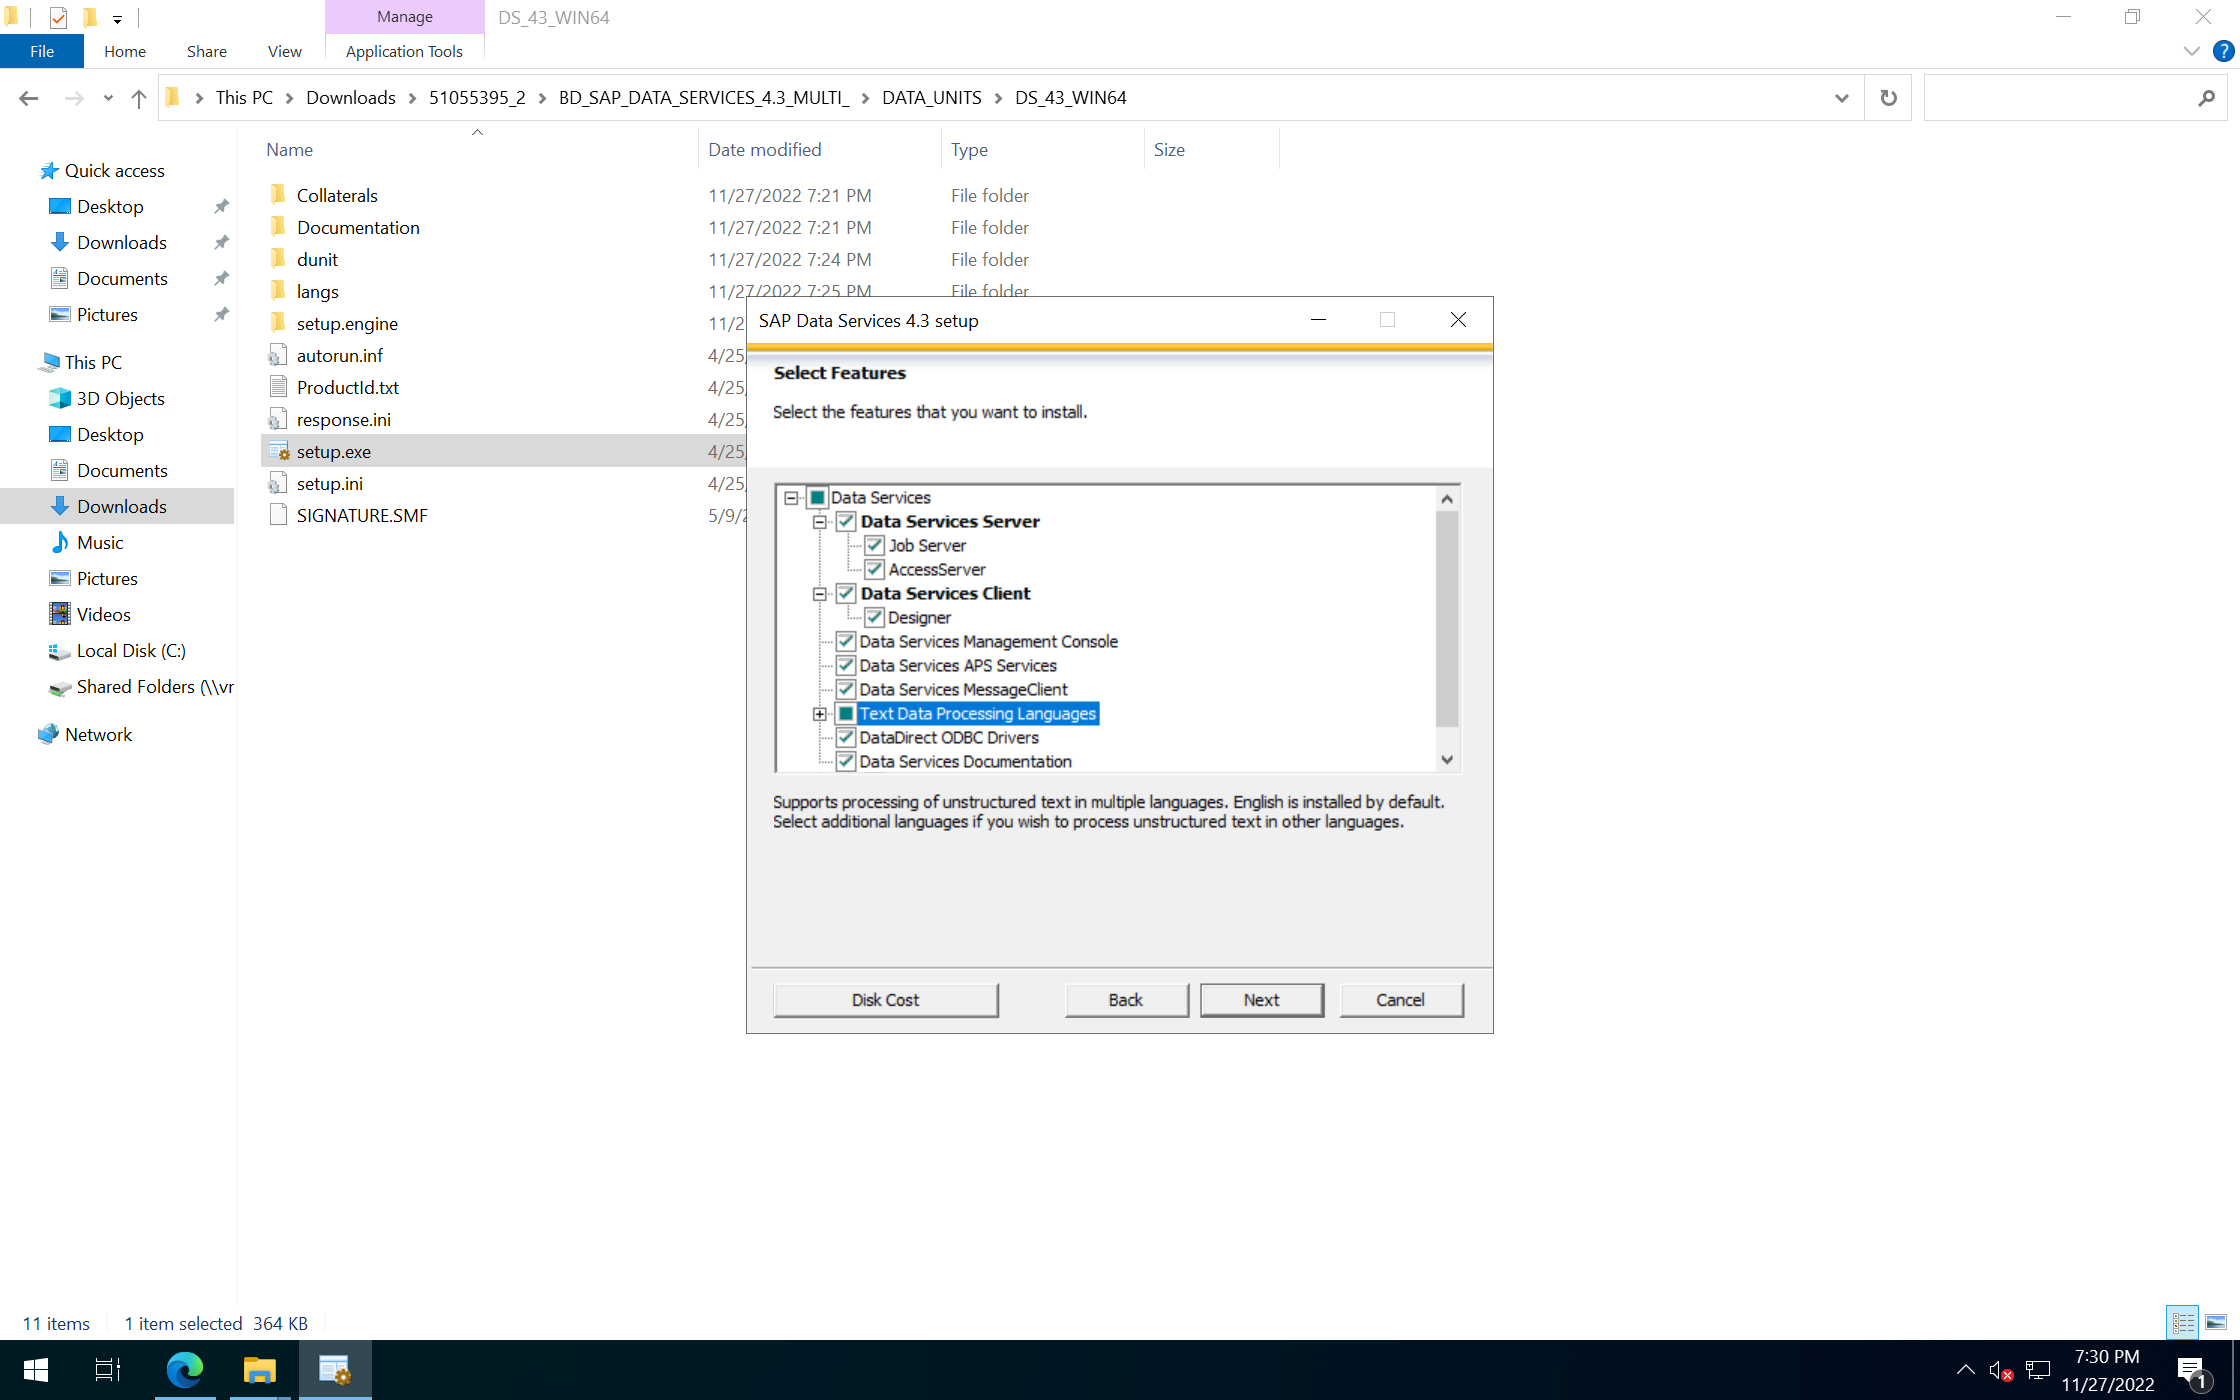 Manage
DS_43_WIN64
File
Home
Share
View
Application Tools
This PC
Downloads
51055395_2
BD_SAP_DATA_SERVICES_4.3_MULTI_
DATA_UNITS
DS_43_WIN64
Name
Date modified
Type
Size
Quick access
Desktop
Downloads
Documents
Pictures
This PC
3D Objects
Desktop
Documents
Downloads
Music
Pictures
Videos
Local Disk (C:)
Shared Folders (\\vr
Network
Collaterals 11/27/2022 7:21 PM File folder
Documentation 11/27/2022 7:21 PM File folder
dunit 11/27/2022 7:24 PM File folder
langs 11/27/2022 7:25 PM File folder
setup.engine 11/2
autorun.inf 4/25,
ProductId.txt 4/25,
response.ini 4/25,
setup.exe 4/25,
setup.ini 4/25,
SIGNATURE.SMF 5/9/2
SAP Data Services 4.3 setup
Select Features
Select the features that you want to install.
Data Services
Data Services Server
Job Server
AccessServer
Data Services Client
Designer
Data Services Management Console
Data Services APS Services
Data Services MessageClient
Text Data Processing Languages
DataDirect ODBC Drivers
Data Services Documentation
Supports processing of unstructured text in multiple languages. English is installed by default.
Select additional languages if you wish to process unstructured text in other languages.
Disk Cost
Back
Next
Cancel
11 items
1 item selected 364 KB
7:30 PM
11/27/2022
1